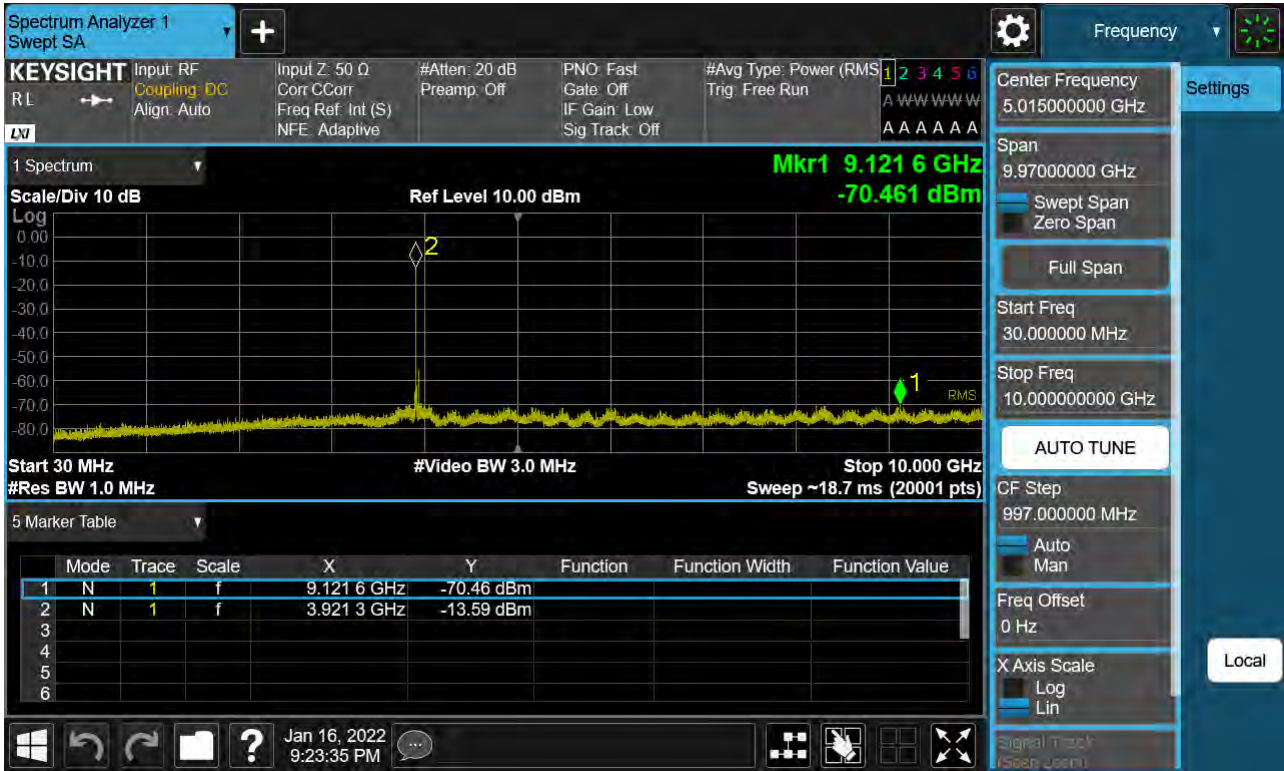 Spectrum Analyzer 1
Swept SA
Frequency
KEYSIGHT
RL
LXI
Input: RF
Coupling: DC
Align: Auto
Input Z: 50 Ω
Corr CCorr
Freq Ref: Int (S)
NFE: Adaptive
#Atten: 20 dB
Preamp: Off
PNO: Fast
Gate: Off
IF Gain: Low
Sig Track: Off
#Avg Type: Power (RMS
Trig: Free Run
1 2 3 4 5 6
A W W W W W
A A A A A A
1 Spectrum
Scale/Div 10 dB
Ref Level 10.00 dBm
Mkr1 9.121 6 GHz
-70.461 dBm
Log
0.00
-10.0
-20.0
-30.0
-40.0
-50.0
-60.0
-70.0
-80.0
2
1
RMS
Start 30 MHz
#Video BW 3.0 MHz
Stop 10.000 GHz
#Res BW 1.0 MHz
Sweep ~18.7 ms (20001 pts)
5 Marker Table
Mode Trace Scale X Y Function Function Width Function Value
1 N 1 f 9.121 6 GHz -70.46 dBm
2 N 1 f 3.921 3 GHz -13.59 dBm
3
4
5
6
Jan 16, 2022
9:23:35 PM
Center Frequency
5.015000000 GHz
Settings
Span
9.97000000 GHz
Swept Span
Zero Span
Full Span
Start Freq
30.000000 MHz
Stop Freq
10.000000000 GHz
AUTO TUNE
CF Step
997.000000 MHz
Auto
Man
Freq Offset
0 Hz
X Axis Scale
Log
Lin
Signal Track
(Span Zoom)
Local